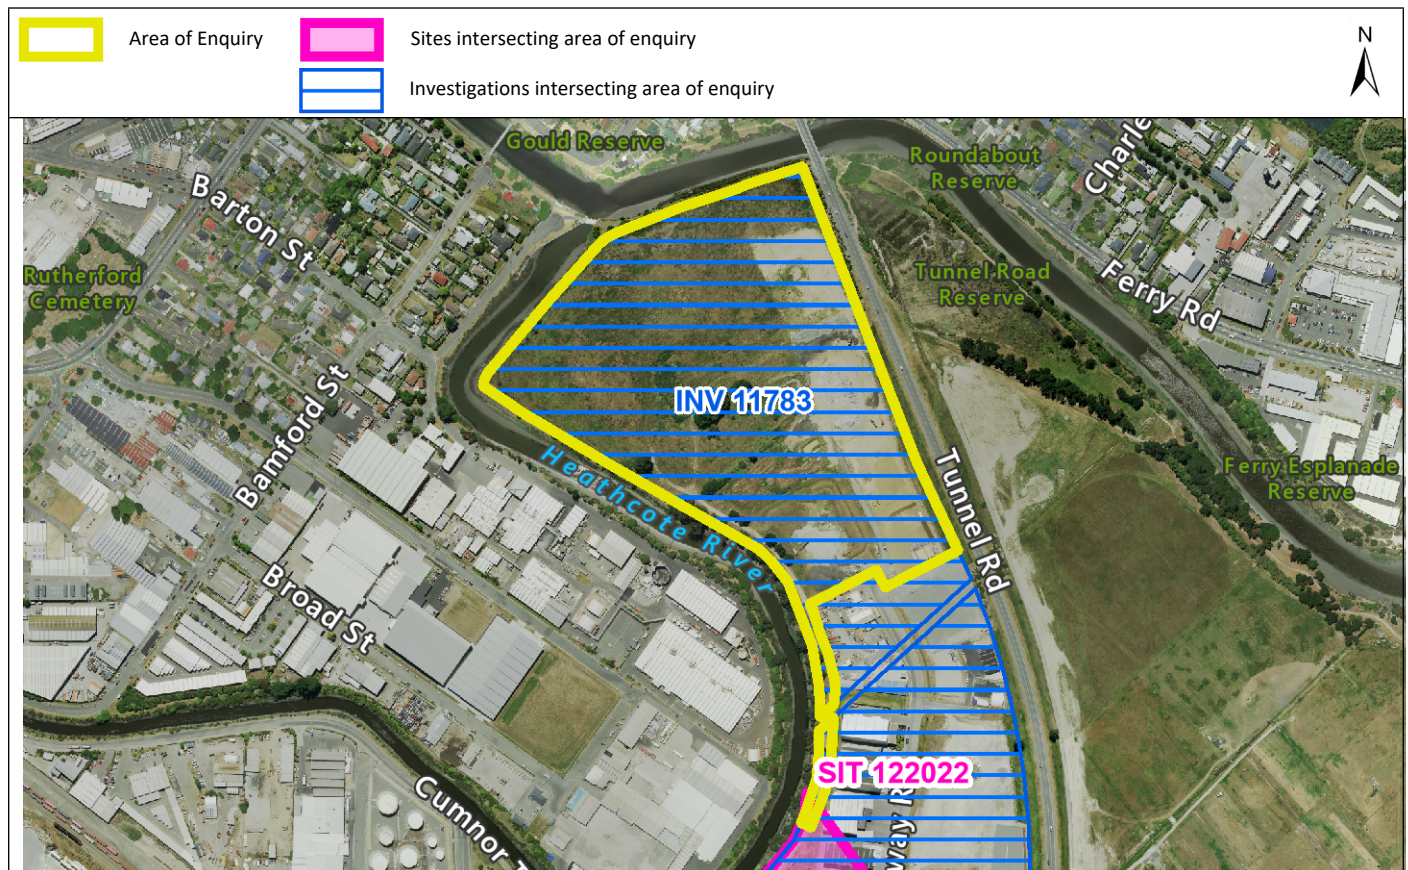 Area of Enquiry
Sites intersecting area of enquiry
N
Investigations intersecting area of enquiry
Gould Reserve
Roundabout
Reserve
Barton St
Rutherford
Cemetery
Tunnel Road
Reserve
Ferry Rd
INV 11783
Bamford St
Heathcote River
Tunnel Rd
Ferry Esplanade
Reserve
Broad St
SIT 122022
Cumnor